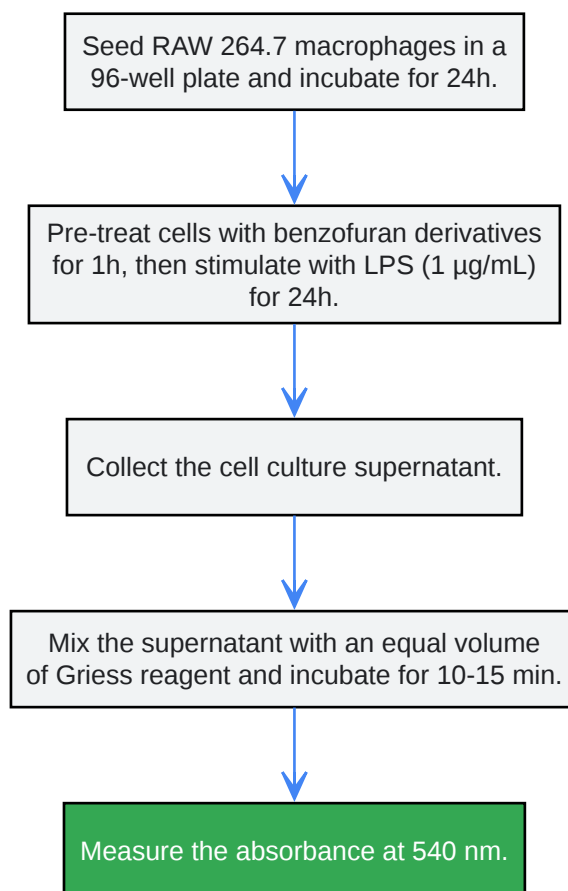 Seed RAW 264.7 macrophages in a
96-well plate and incubate for 24h.
Pre-treat cells with benzofuran derivatives
for 1h, then stimulate with LPS (1 µg/mL)
for 24h.
Collect the cell culture supernatant.
Mix the supernatant with an equal volume
of Griess reagent and incubate for 10-15 min.
Measure the absorbance at 540 nm.